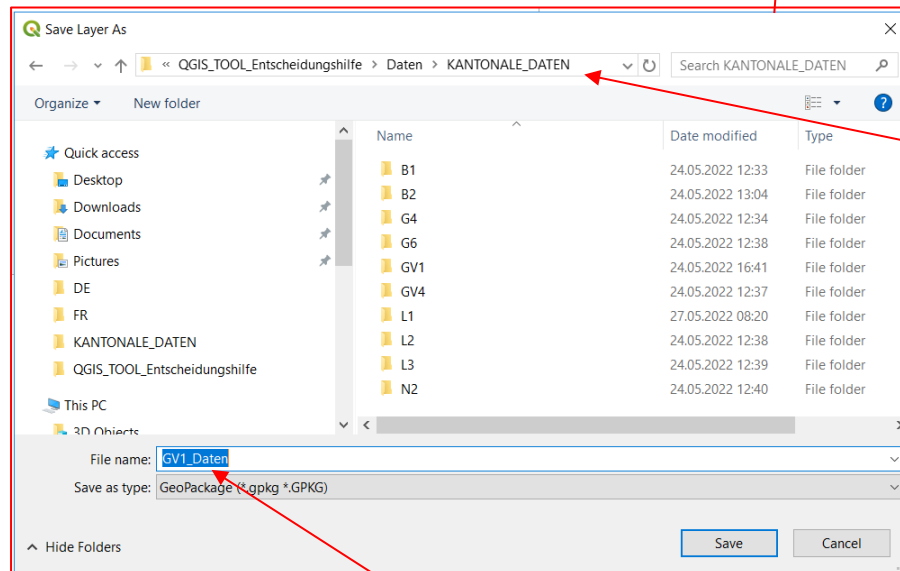 Save Layer As
« QGIS_TOOL_Entscheidungshilfe > Daten > KANTONALE_DATEN
Search KANTONALE_DATEN
Organize New folder
Name Date modified Type
Quick access
Desktop
Downloads
Documents
Pictures
DE
FR
KANTONALE_DATEN
QGIS_TOOL_Entscheidungshilfe
This PC
3D Objects
B1 24.05.2022 12:33 File folder
B2 24.05.2022 13:04 File folder
G4 24.05.2022 12:34 File folder
G6 24.05.2022 12:38 File folder
GV1 24.05.2022 16:41 File folder
GV4 24.05.2022 12:37 File folder
L1 27.05.2022 08:20 File folder
L2 24.05.2022 12:38 File folder
L3 24.05.2022 12:39 File folder
N2 24.05.2022 12:40 File folder
File name: GV1_Daten
Save as type: GeoPackage (*.gpkg *.GPKG)
Hide Folders
Save Cancel